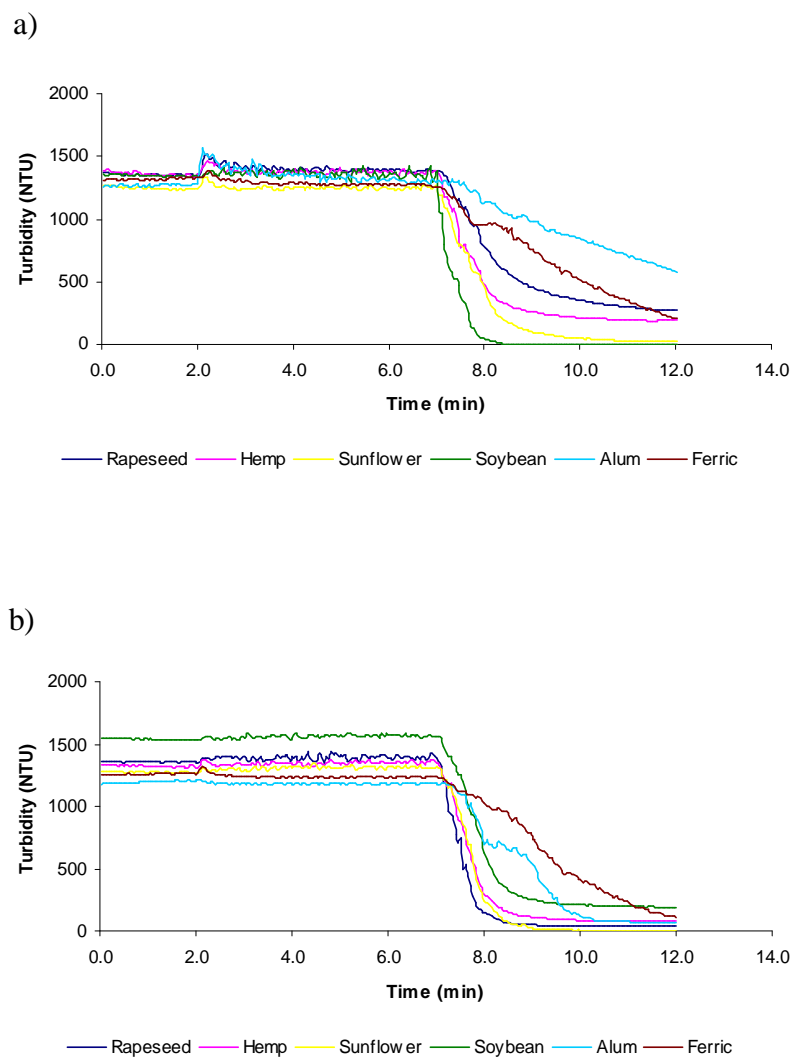 a)
2000
1500
1000
500
0
Turbidity (NTU)
0.0 2.0 4.0 6.0 8.0 10.0 12.0 14.0
Time (min)
Rapeseed Hemp Sunflower Soybean Alum Ferric
b)
2000
1500
1000
500
0
Turbidity (NTU)
0.0 2.0 4.0 6.0 8.0 10.0 12.0 14.0
Time (min)
Rapeseed Hemp Sunflower Soybean Alum Ferric